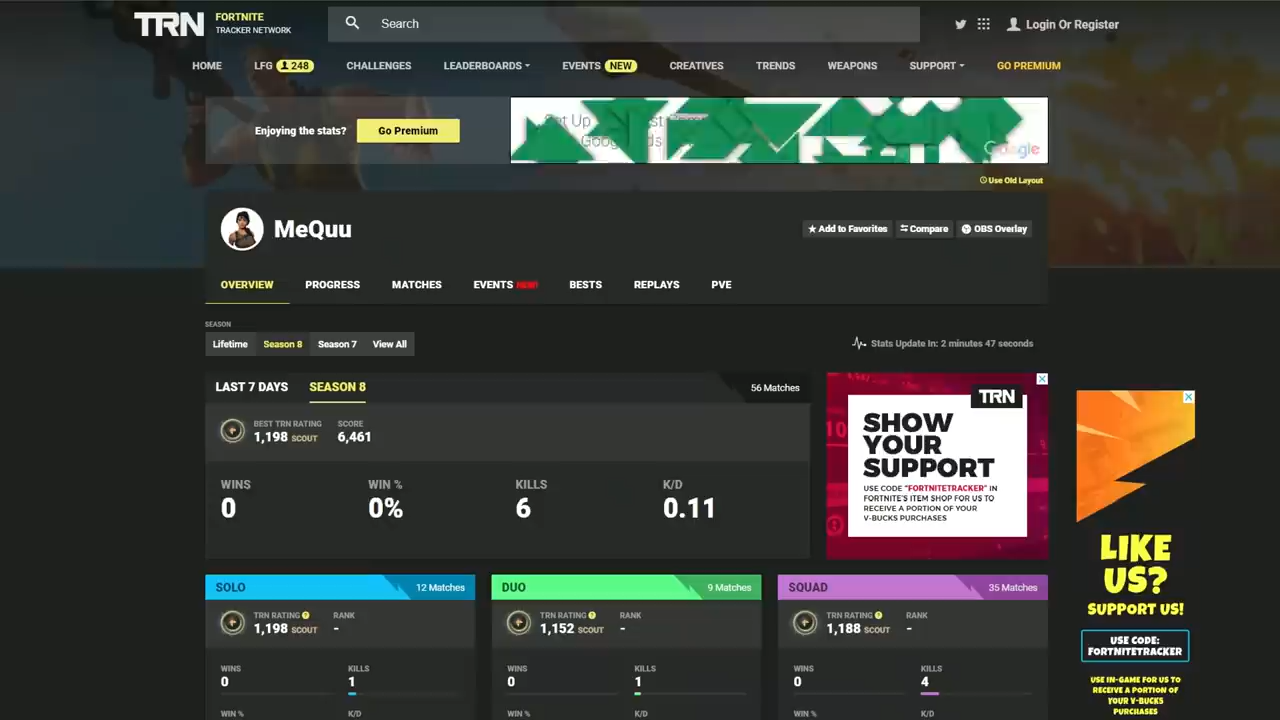 TRN FORTNITE
TRACKER NETWORK
Search
Login Or Register
HOME LFG 248 CHALLENGES LEADERBOARDS EVENTS NEW CREATIVES TRENDS WEAPONS SUPPORT GO PREMIUM
Enjoying the stats? Go Premium
Set Up
Google
Use Old Layout
MeQuu
Add to Favorites Compare OBS Overlay
OVERVIEW PROGRESS MATCHES EVENTS NEW! BESTS REPLAYS PVE
SEASON
Lifetime Season 8 Season 7 View All
Stats Update In: 2 minutes 47 seconds
LAST 7 DAYS SEASON 8 56 Matches
BEST TRN RATING SCORE
1,198 SCOUT 6,461
WINS WIN % KILLS K/D
0 0% 6 0.11
TRN
SHOW
YOUR
SUPPORT
USE CODE "FORTNITETRACKER" IN
FORTNITE'S ITEM SHOP FOR US TO
RECEIVE A PORTION OF YOUR
V-BUCKS PURCHASES
LIKE
US?
SUPPORT US!
USE CODE:
FORTNITETRACKER
USE IN-GAME FOR US TO
RECEIVE A PORTION OF
YOUR V-BUCKS
PURCHASES
SOLO 12 Matches
TRN RATING RANK
1,198 SCOUT -
WINS KILLS
0 1
WIN % K/D
DUO 9 Matches
TRN RATING RANK
1,152 SCOUT -
WINS KILLS
0 1
WIN % K/D
SQUAD 35 Matches
TRN RATING RANK
1,188 SCOUT -
WINS KILLS
0 4
WIN % K/D